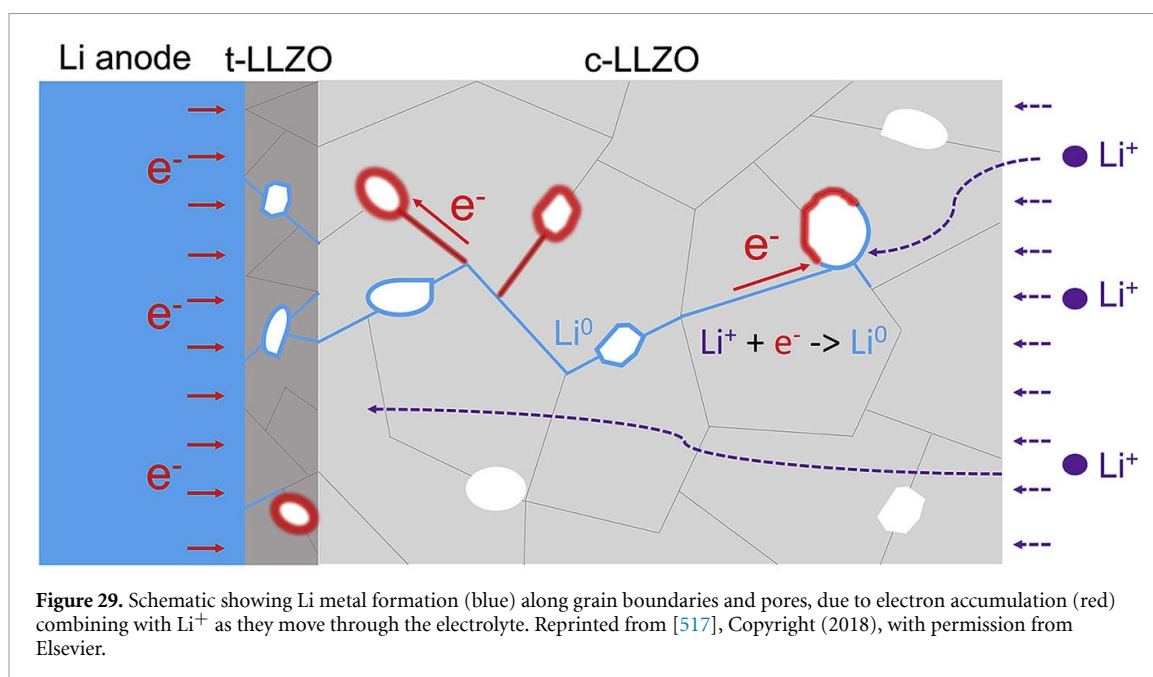 Li anode t-LLZO c-LLZO
e-
e-
e-
e-
e-
Li⁰
Li⁺ + e- -> Li⁰
Li⁺
Li⁺
Li⁺
Figure 29. Schematic showing Li metal formation (blue) along grain boundaries and pores, due to electron accumulation (red)
combining with Li⁺ as they move through the electrolyte. Reprinted from [517], Copyright (2018), with permission from
Elsevier.